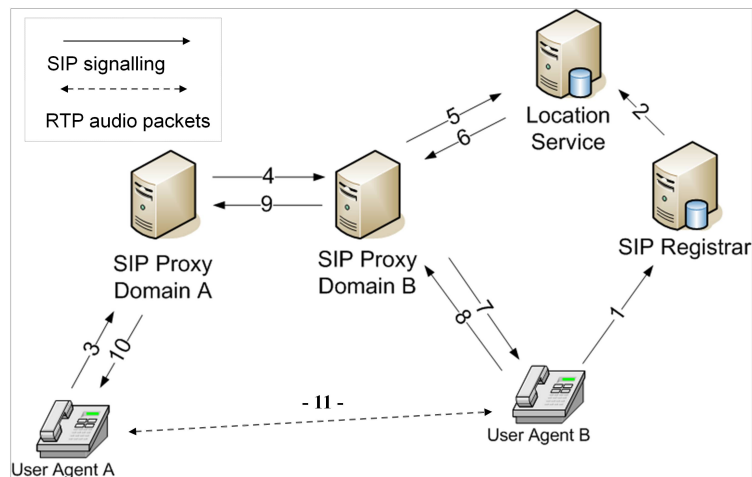 SIP signalling
RTP audio packets
Location
Service
SIP Registrar
SIP Proxy
Domain A
SIP Proxy
Domain B
User Agent A
User Agent B
1
2
3
4
5
6
7
8
9
10
- 11 -